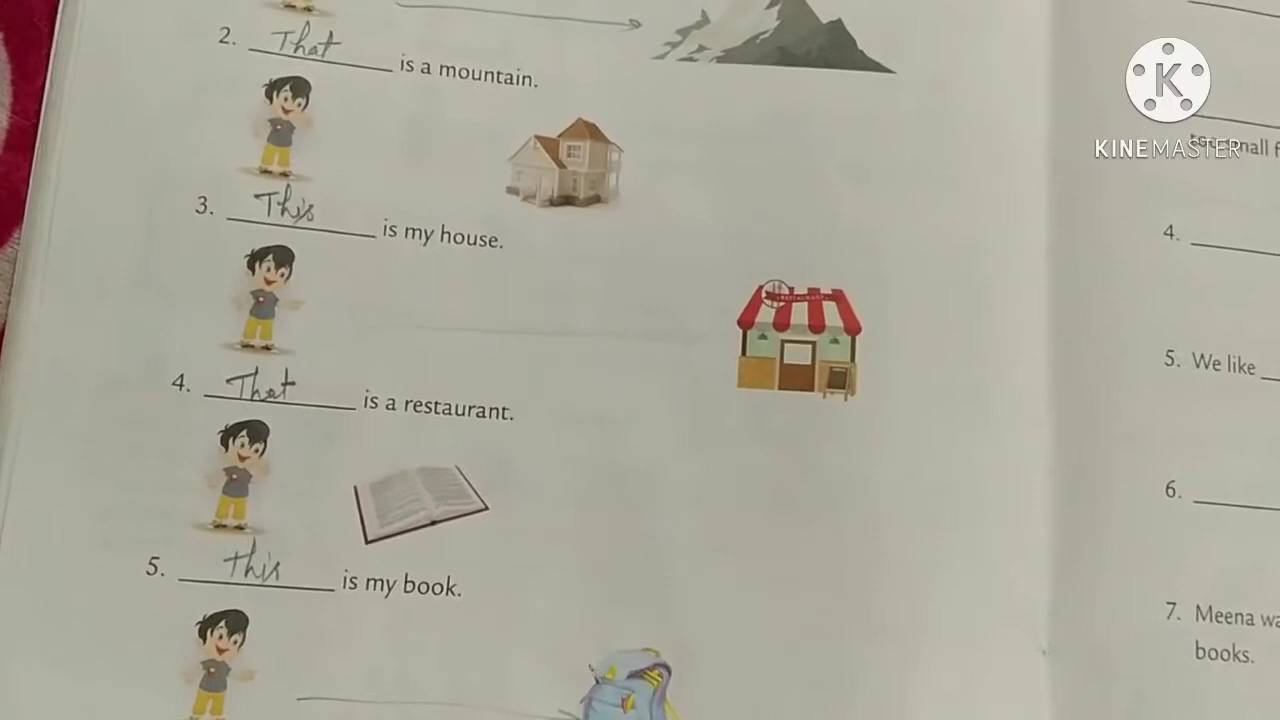 2. That is a mountain.
3. This is my house.
RESTAURANT
4. That is a restaurant.
5. This is my book.
K
KINEMASTER
4.
5. We like
6.
7. Meena wa
books.